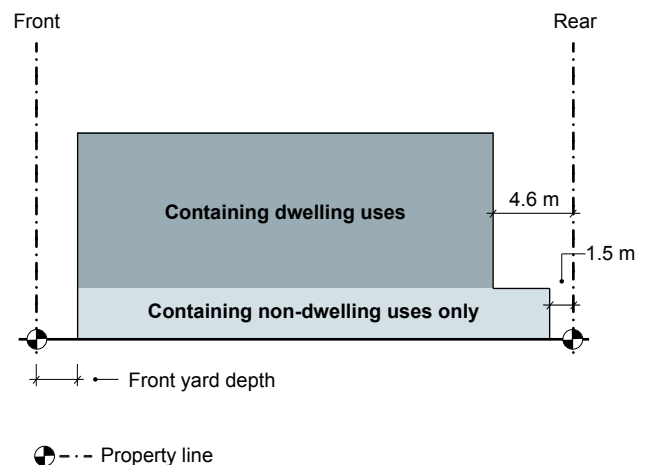 Front
Rear
4.6 m
Containing dwelling uses
1.5 m
Containing non-dwelling uses only
Front yard depth
Property line